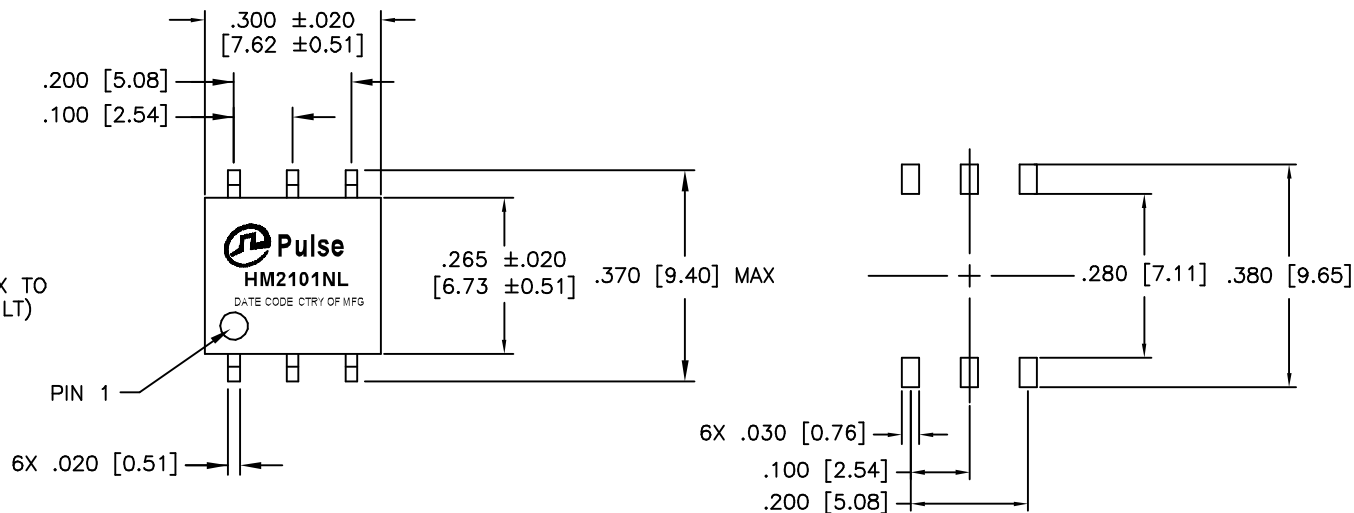 .300 ±.020
[7.62 ±0.51]
.200 [5.08]
.100 [2.54]
Pulse
HM2101NL
DATE CODE CTRY OF MFG
.265 ±.020
[6.73 ±0.51]
.370 [9.40] MAX
X TO
LT)
PIN 1
6X .020 [0.51]
.280 [7.11]
.380 [9.65]
6X .030 [0.76]
.100 [2.54]
.200 [5.08]